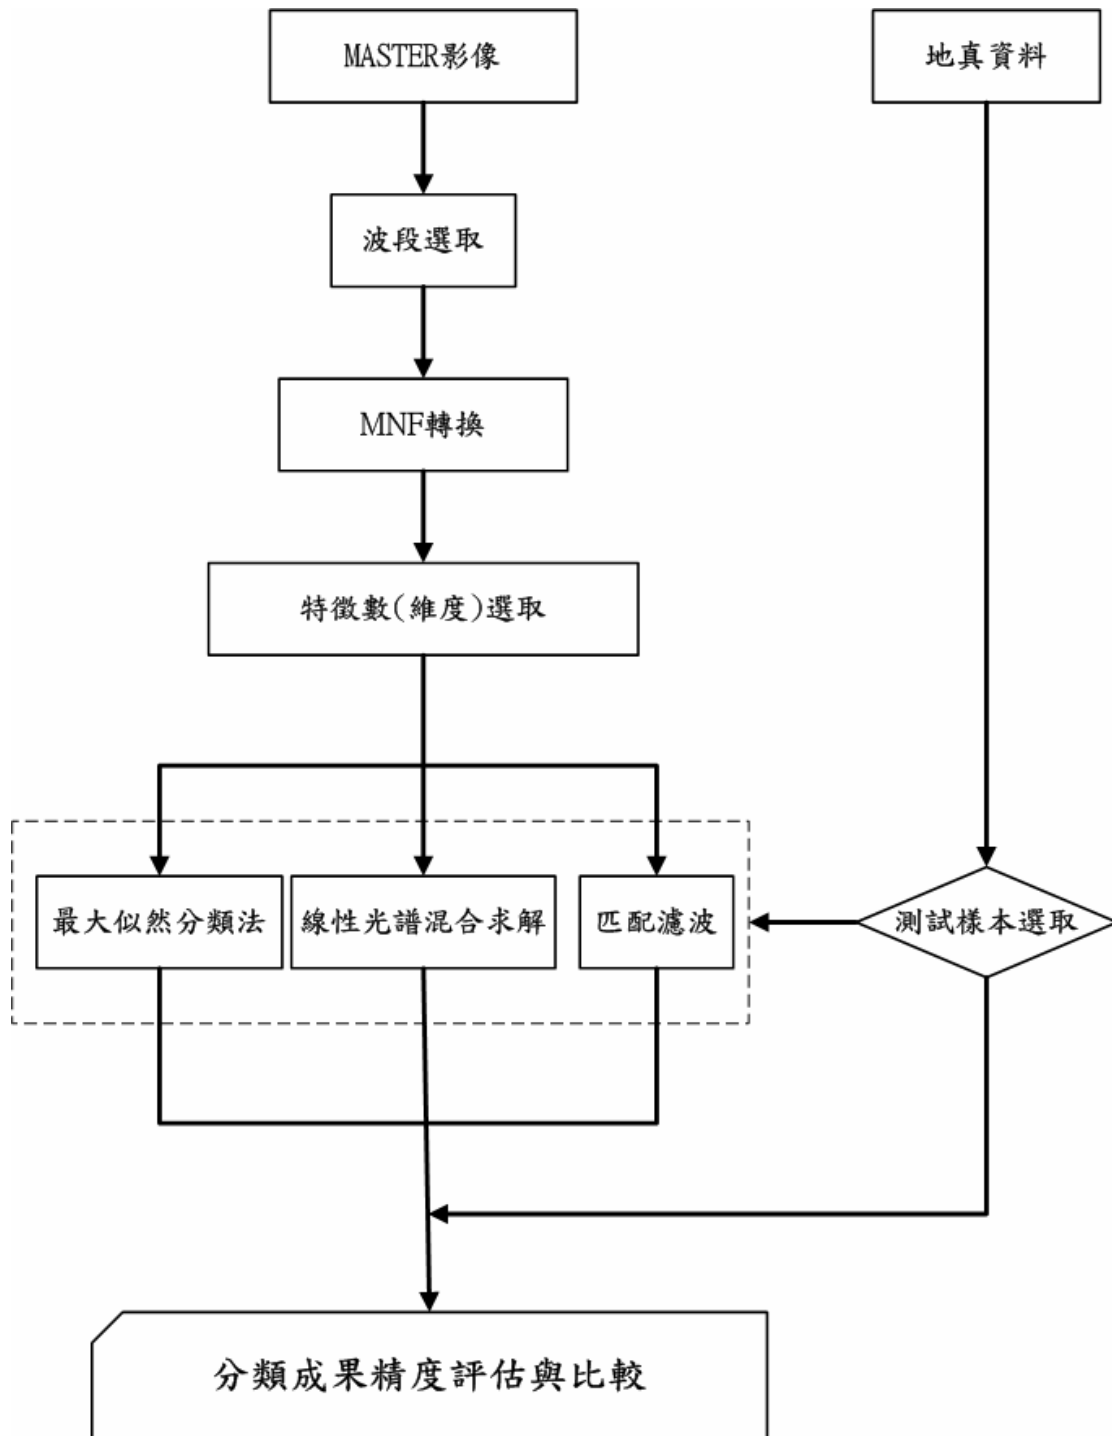 MASTER影像
地真資料
波段選取
MNF轉換
特徵數(維度)選取
最大似然分類法
線性光譜混合求解
匹配濾波
測試樣本選取
分類成果精度評估與比較